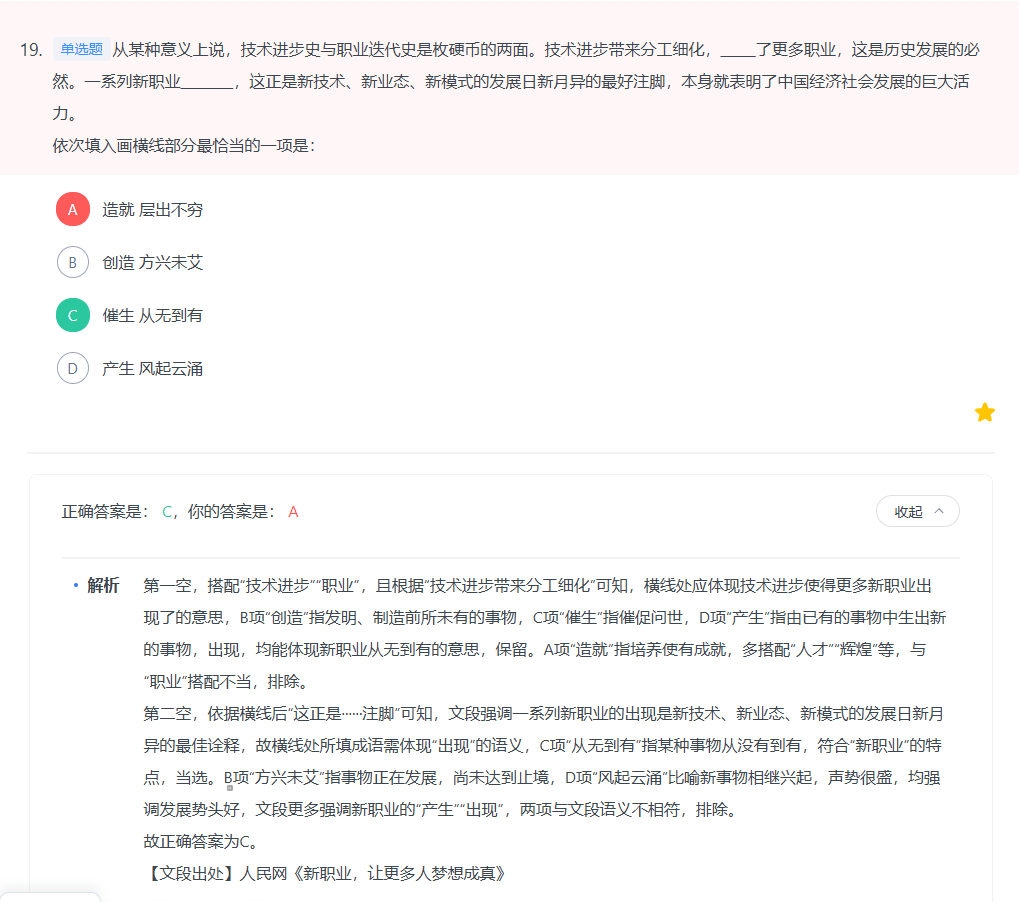 19. 单选题 从某种意义上说，技术进步史与职业迭代史是枚硬币的两面。技术进步带来分工细化，_____了更多职业，这是历史发展的必
然。一系列新职业_______，这正是新技术、新业态、新模式的发展日新月异的最好注脚，本身就表明了中国经济社会发展的巨大活
力。
依次填入画横线部分最恰当的一项是：
A 造就 层出不穷
B 创造 方兴未艾
C 催生 从无到有
D 产生 风起云涌
正确答案是： C，你的答案是： A
收起
解析 第一空，搭配“技术进步”“职业”，且根据“技术进步带来分工细化”可知，横线处应体现技术进步使得更多新职业出
现了的意思，B项“创造”指发明、制造前所未有的事物，C项“催生”指催促问世，D项“产生”指由已有的事物中生出新
的事物，出现，均能体现新职业从无到有的意思，保留。A项“造就”指培养使有成就，多搭配“人才”“辉煌”等，与
“职业”搭配不当，排除。
第二空，依据横线后“这正是……注脚”可知，文段强调一系列新职业的出现是新技术、新业态、新模式的发展日新月
异的最佳诠释，故横线处所填成语需体现“出现”的语义，C项“从无到有”指某种事物从没有到有，符合“新职业”的特
点，当选。B项“方兴未艾”指事物正在发展，尚未达到止境，D项“风起云涌”比喻新事物相继兴起，声势很盛，均强
调发展势头好，文段更多强调新职业的“产生”“出现”，两项与文段语义不相符，排除。
故正确答案为C。
【文段出处】人民网《新职业，让更多人梦想成真》